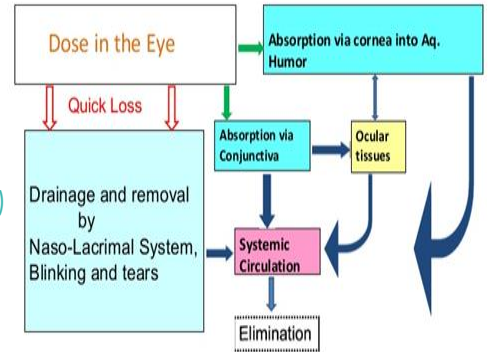 Dose in the Eye
Absorption via cornea into Aq.
Humor
Quick Loss
Absorption via
Conjunctiva
Ocular
tissues
Drainage and removal
by
Naso-Lacrimal System,
Blinking and tears
Systemic
Circulation
Elimination